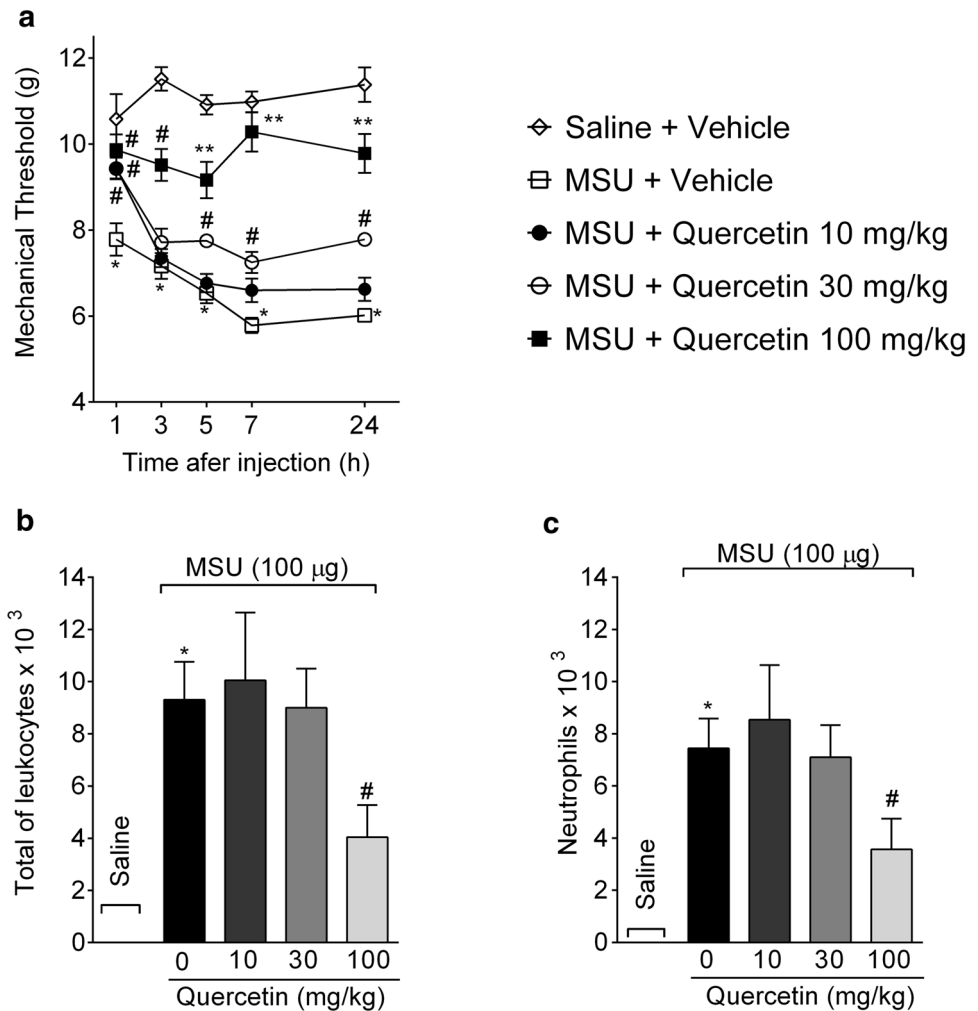 a
12
10
8
6
4
# # # # ** # ** # ** #
* * * * *
1 3 5 7 24
Mechanical Threshold (g)
Time afer injection (h)
Saline + Vehicle
MSU + Vehicle
MSU + Quercetin 10 mg/kg
MSU + Quercetin 30 mg/kg
MSU + Quercetin 100 mg/kg
b
MSU (100 μg)
14
12
10
8
6
4
2
0
Total of leukocytes x 10 3
Saline
*
#
0 10 30 100
Quercetin (mg/kg)
c
MSU (100 μg)
14
12
10
8
6
4
2
0
Neutrophils x 10 3
Saline
*
#
0 10 30 100
Quercetin (mg/kg)